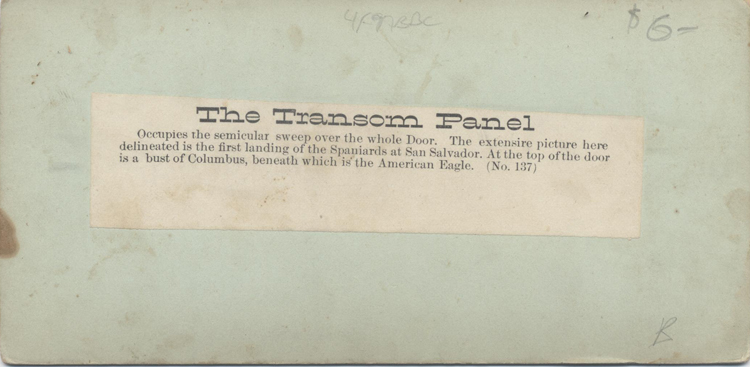 $6-
The Transom Panel
Occupies the semicular sweep over the whole Door. The extensire picture here
delineated is the first landing of the Spaniards at San Salvador. At the top of the door
is a bust of Columbus, beneath which is the American Eagle. (No. 137)
B